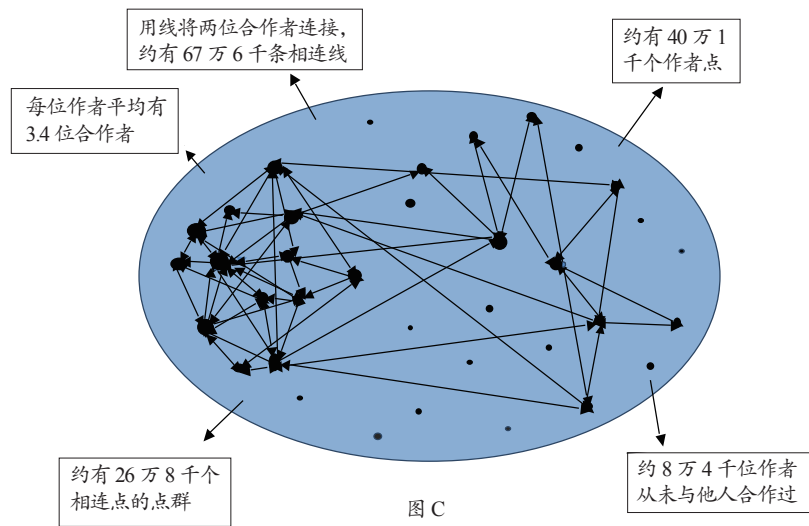 用线将两位合作者连接，
约有 67 万 6 千条相连线
约有 40 万 1
千个作者点
每位作者平均有
3.4 位合作者
约有 26 万 8 千个
相连点的点群
约 8 万 4 千位作者
从未与他人合作过
图 C